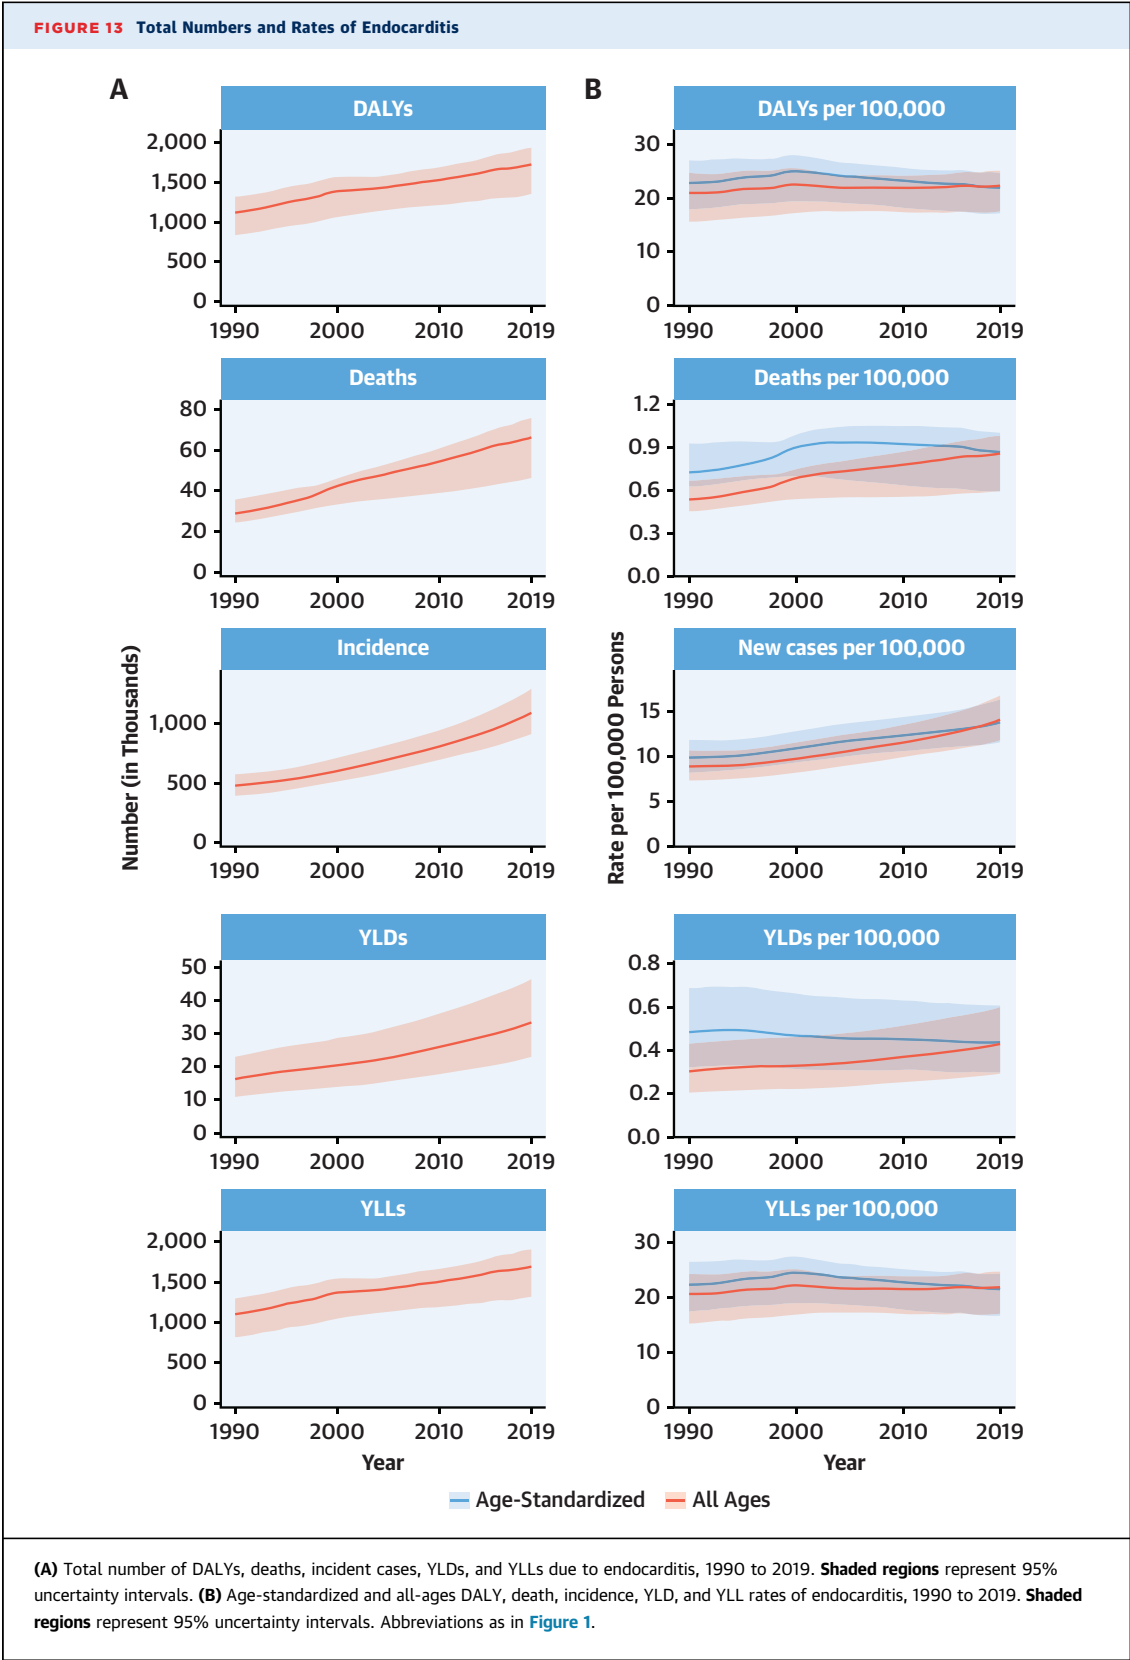 FIGURE 13 Total Numbers and Rates of Endocarditis
A
DALYs
2,000
1,500
1,000
500
0
1990 2000 2010 2019
Deaths
80
60
40
20
0
1990 2000 2010 2019
Number (in Thousands)
Incidence
1,000
500
0
1990 2000 2010 2019
YLDs
50
40
30
20
10
0
1990 2000 2010 2019
YLLs
2,000
1,500
1,000
500
0
1990 2000 2010 2019
Year
B
DALYs per 100,000
30
20
10
0
1990 2000 2010 2019
Deaths per 100,000
1.2
0.9
0.6
0.3
0.0
1990 2000 2010 2019
Rate per 100,000 Persons
New cases per 100,000
15
10
5
0
1990 2000 2010 2019
YLDs per 100,000
0.8
0.6
0.4
0.2
0.0
1990 2000 2010 2019
YLLs per 100,000
30
20
10
0
1990 2000 2010 2019
Year
Age-Standardized All Ages
(A) Total number of DALYs, deaths, incident cases, YLDs, and YLLs due to endocarditis, 1990 to 2019. Shaded regions represent 95%
uncertainty intervals. (B) Age-standardized and all-ages DALY, death, incidence, YLD, and YLL rates of endocarditis, 1990 to 2019. Shaded
regions represent 95% uncertainty intervals. Abbreviations as in Figure 1.